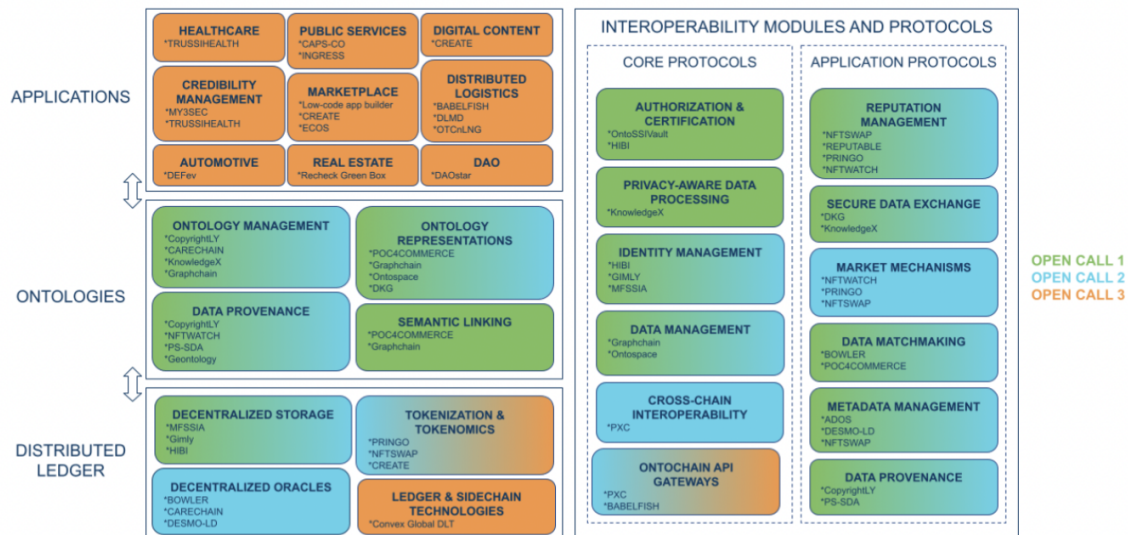 APPLICATIONS
HEALTHCARE
*TRUSSIHEALTH
PUBLIC SERVICES
*CAPS-CO
*INGRESS
DIGITAL CONTENT
*CREATE
CREDIBILITY
MANAGEMENT
*MY3SEC
*TRUSSIHEALTH
MARKETPLACE
*Low-code app builder
*CREATE
*ECOS
DISTRIBUTED
LOGISTICS
*BABELFISH
*DLMD
*OTCnLNG
AUTOMOTIVE
*DEFev
REAL ESTATE
*Recheck Green Box
DAO
*DAOstar
ONTOLOGIES
ONTOLOGY MANAGEMENT
*CopyrightLY
*CARECHAIN
*KnowledgeX
*Graphchain
ONTOLOGY
REPRESENTATIONS
*POC4COMMERCE
*Graphchain
*Ontospace
*DKG
DATA PROVENANCE
*CopyrightLY
*NFTWATCH
*PS-SDA
*Geontology
SEMANTIC LINKING
*POC4COMMERCE
*Graphchain
DISTRIBUTED
LEDGER
DECENTRALIZED STORAGE
*MFSSIA
*Gimly
*HIBI
TOKENIZATION &
TOKENOMICS
*PRINGO
*NFTSWAP
*CREATE
DECENTRALIZED ORACLES
*BOWLER
*CARECHAIN
*DESMO-LD
LEDGER & SIDECHAIN
TECHNOLOGIES
*Convex Global DLT
INTEROPERABILITY MODULES AND PROTOCOLS
CORE PROTOCOLS
AUTHORIZATION &
CERTIFICATION
*OntoSSIVault
*HIBI
PRIVACY-AWARE DATA
PROCESSING
*KnowledgeX
IDENTITY MANAGEMENT
*HIBI
*GIMLY
*MFSSIA
DATA MANAGEMENT
*Graphchain
*Ontospace
CROSS-CHAIN
INTEROPERABILITY
*PXC
ONTOCHAIN API
GATEWAYS
*PXC
*BABELFISH
APPLICATION PROTOCOLS
REPUTATION
MANAGEMENT
*NFTSWAP
*REPUTABLE
*PRINGO
*NFTWATCH
SECURE DATA EXCHANGE
*DKG
*KnowledgeX
MARKET MECHANISMS
*NFTWATCH
*PRINGO
*NFTSWAP
DATA MATCHMAKING
*BOWLER
*POC4COMMERCE
METADATA MANAGEMENT
*ADOS
*DESMO-LD
*NFTSWAP
DATA PROVENANCE
*CopyrightLY
*PS-SDA
OPEN CALL 1
OPEN CALL 2
OPEN CALL 3